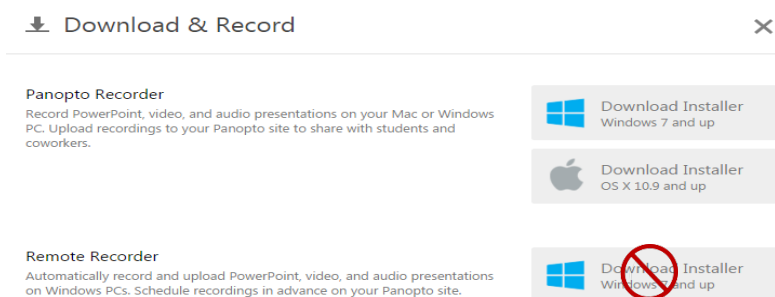 Download & Record
Panopto Recorder
Record PowerPoint, video, and audio presentations on your Mac or Windows
PC. Upload recordings to your Panopto site to share with students and
coworkers.
Download Installer
Windows 7 and up
Download Installer
OS X 10.9 and up
Remote Recorder
Automatically record and upload PowerPoint, video, and audio presentations
on Windows PCs. Schedule recordings in advance on your Panopto site.
Download Installer
Windows 7 and up